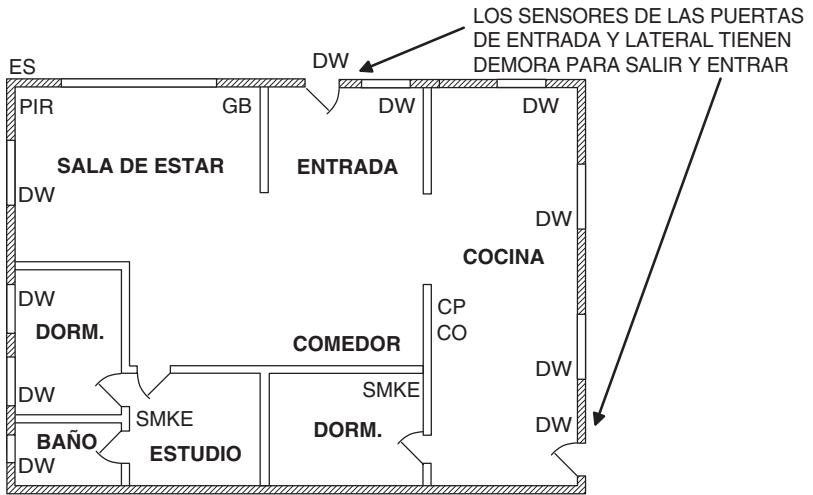 LOS SENSORES DE LAS PUERTAS
DE ENTRADA Y LATERAL TIENEN
DEMORA PARA SALIR Y ENTRAR
ES
DW
PIR
GB
DW
DW
SALA DE ESTAR
ENTRADA
DW
DW
COCINA
DW
CP
CO
DORM.
COMEDOR
DW
SMKE
DW
SMKE
DW
DORM.
BAÑO
ESTUDIO
DW